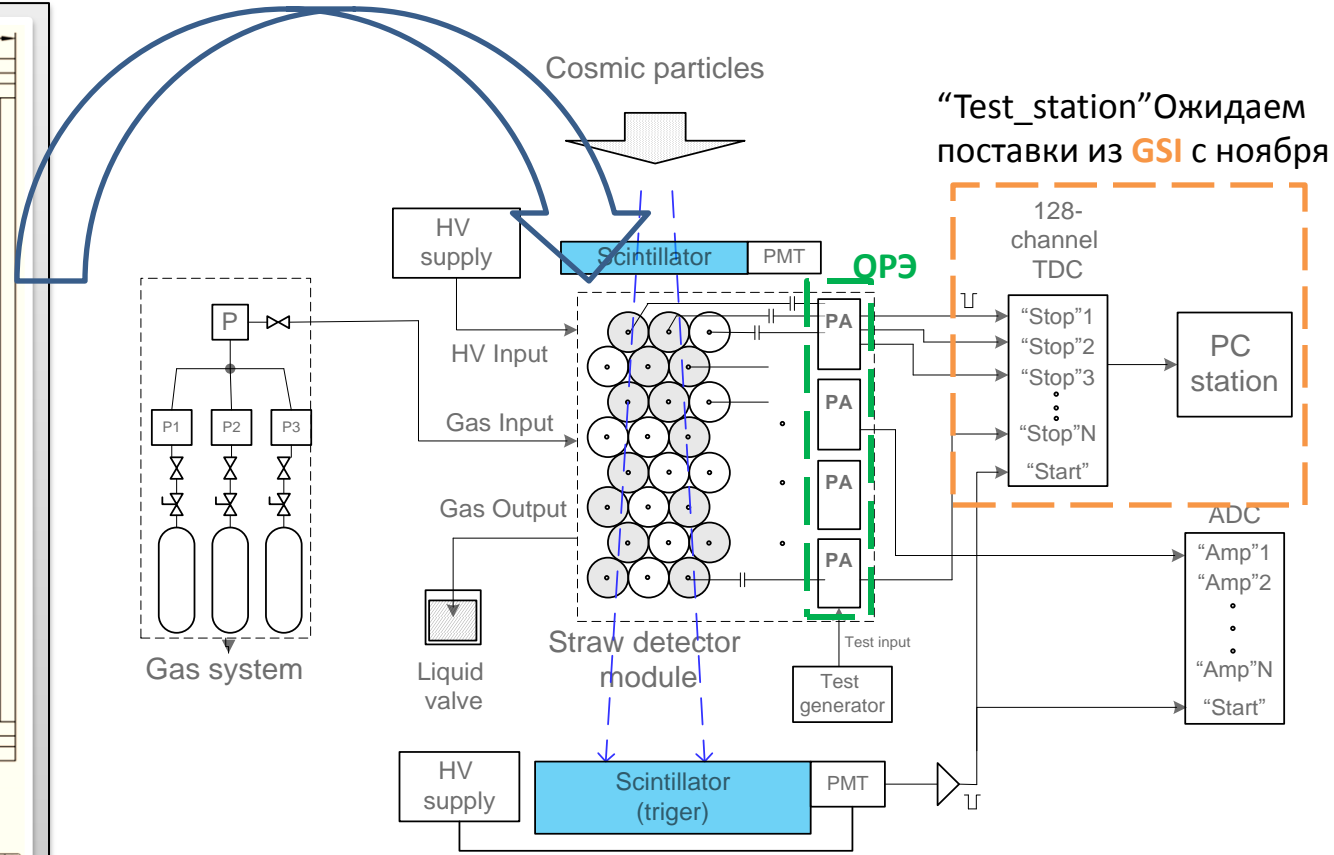 Cosmic particles
“Test_station”Ожидаем
поставки из GSI с ноября
HV
supply
Scintillator
PMT
ОРЭ
128-
channel
TDC
P
P1
P2
P3
Gas system
HV Input
Gas Input
Gas Output
Liquid
valve
Straw detector
module
PA
PA
PA
PA
Test input
Test
generator
“Stop”1
“Stop”2
“Stop”3
“Stop”N
“Start”
PC
station
ADC
“Amp”1
“Amp”2
“Amp”N
“Start”
HV
supply
Scintillator
(triger)
PMT